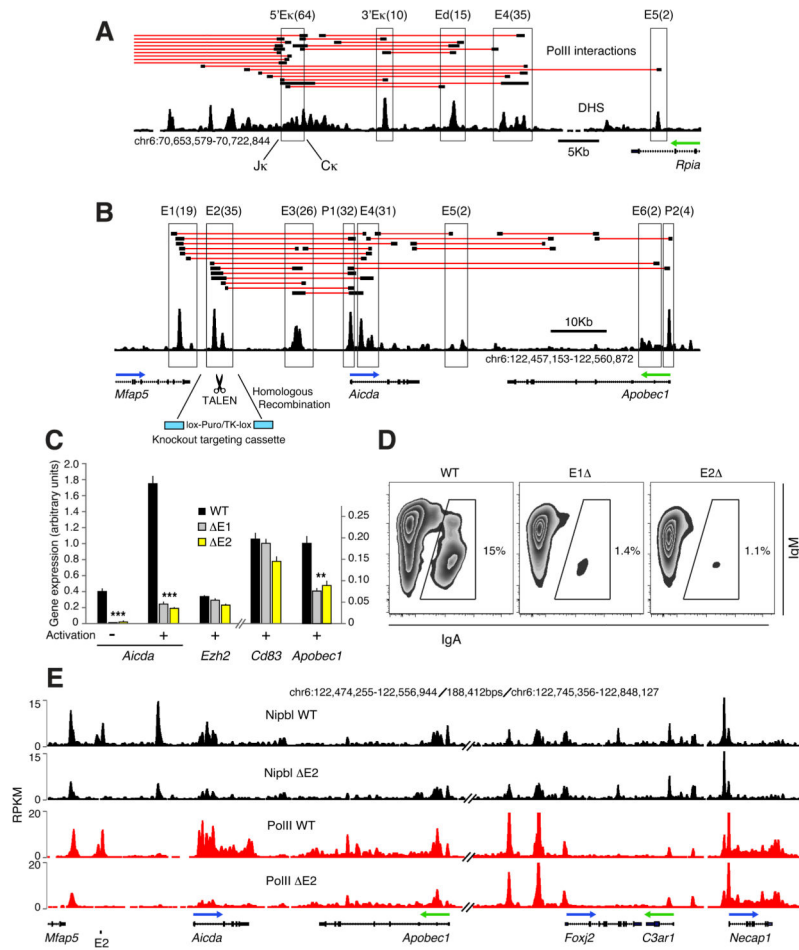 A
5'Eκ(64) 3'Eκ(10) Ed(15) E4(35) E5(2)
PolII interactions
DHS
chr6:70,653,579-70,722,844
5Kb
Jκ Cκ
Rpia
B
E1(19) E2(35) E3(26) P1(32) E4(31) E5(2) E6(2) P2(4)
10Kb
chr6:122,457,153-122,560,872
Mfap5 Aicda Apobec1
TALEN
Homologous
Recombination
lox-Puro/TK-lox
Knockout targeting cassette
C
Gene expression (arbitrary units)
2.0
1.8
1.6
1.4
1.2
1.0
0.8
0.6
0.4
0.2
0
WT
ΔE1
ΔE2
0.25
0.20
0.15
0.10
0.05
0
*** *** **
Activation - + + + +
Aicda Ezh2 Cd83 Apobec1
D
WT E1Δ E2Δ
15% 1.4% 1.1%
IgM
IgA
E
chr6:122,474,255-122,556,944/188,412bps/chr6:122,745,356-122,848,127
15
Nipbl WT
0
15
Nipbl ΔE2
0
RPKM
20
PolII WT
0
20
PolII ΔE2
0
Mfap5 E2 Aicda Apobec1 Foxj2 C3ar1 Necap1